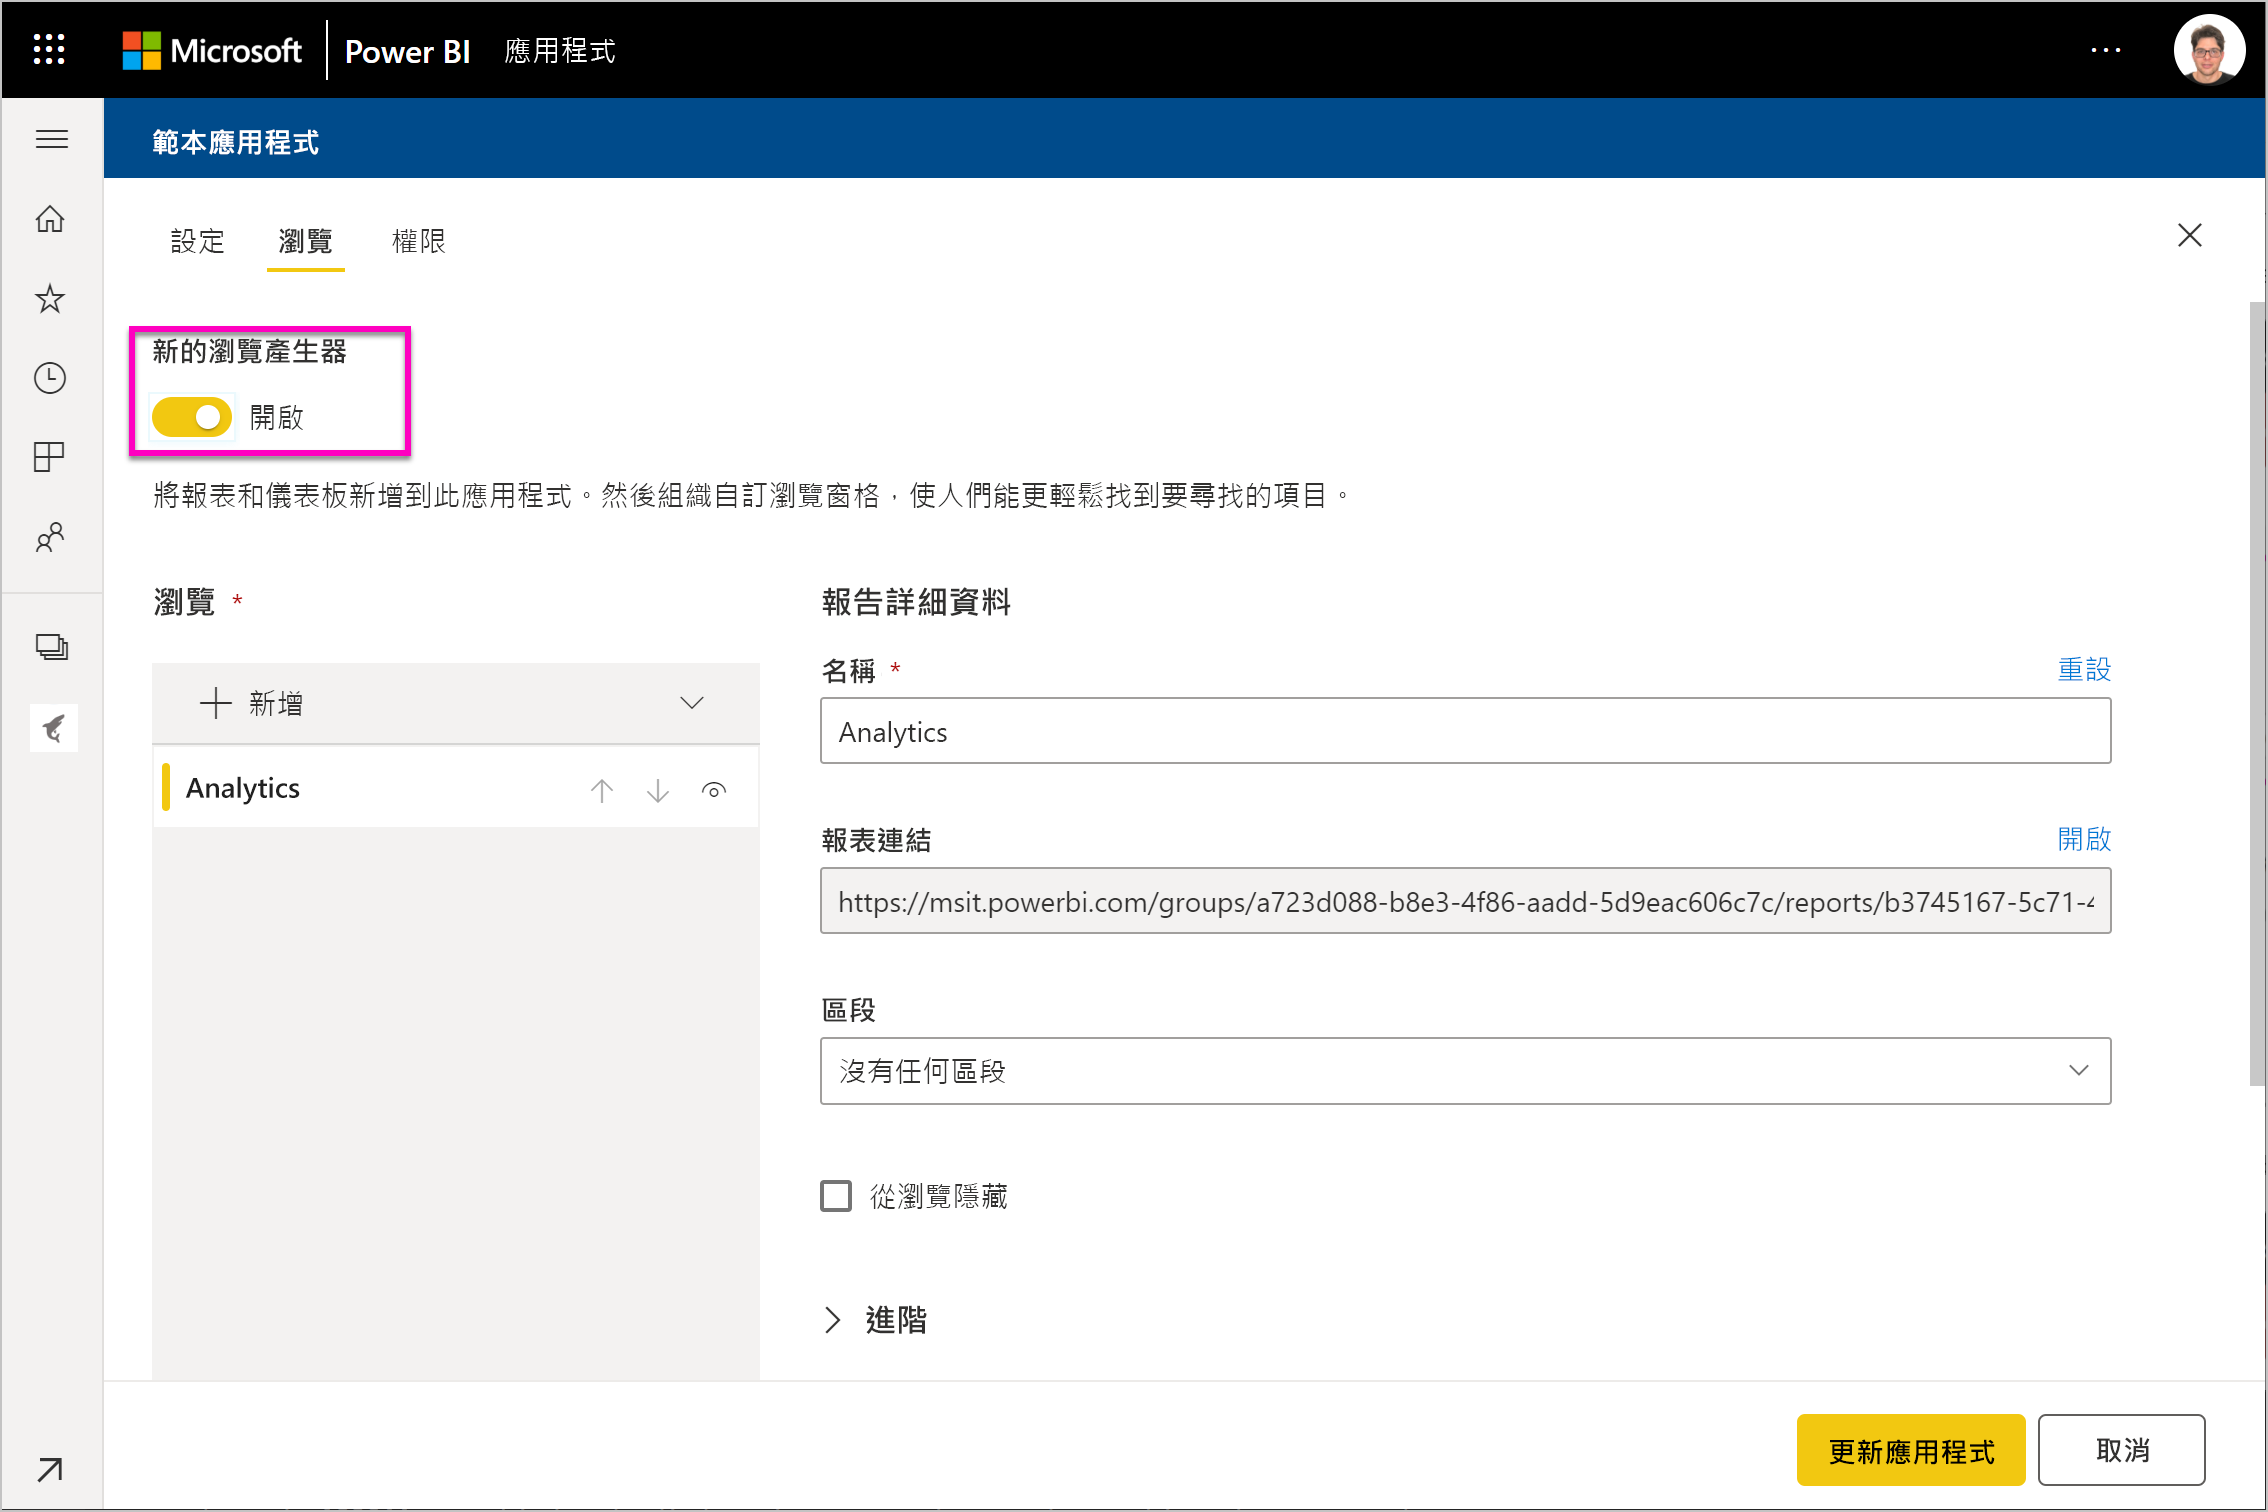 Microsoft Power BI 應用程式 ···
範本應用程式
設定 瀏覽 權限
新的瀏覽產生器
開啟
將報表和儀表板新增到此應用程式。然後組織自訂瀏覽窗格，使人們能更輕鬆找到要尋找的項目。
瀏覽 *
新增
Analytics
報告詳細資料
名稱 * 重設
Analytics
報表連結 開啟
https://msit.powerbi.com/groups/a723d088-b8e3-4f86-aadd-5d9eac606c7c/reports/b3745167-5c71-4
區段
沒有任何區段
從瀏覽隱藏
進階
更新應用程式 取消